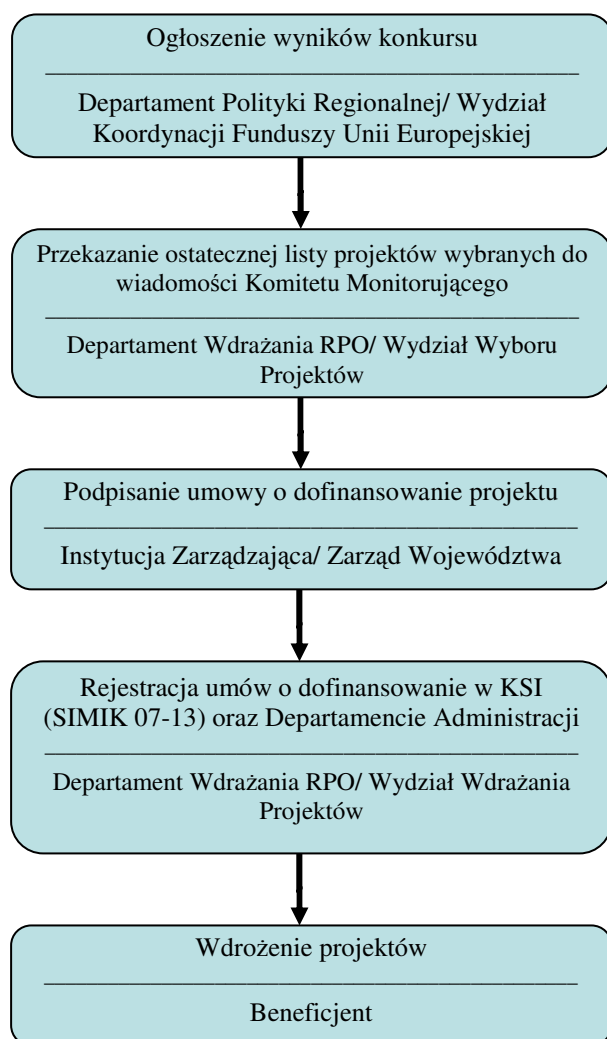 Ogłoszenie wyników konkursu
Departament Polityki Regionalnej/ Wydział
Koordynacji Funduszy Unii Europejskiej
Przekazanie ostatecznej listy projektów wybranych do
wiadomości Komitetu Monitorującego
Departament Wdrażania RPO/ Wydział Wyboru
Projektów
Podpisanie umowy o dofinansowanie projektu
Instytucja Zarządzająca/ Zarząd Województwa
Rejestracja umów o dofinansowanie w KSI
(SIMIK 07-13) oraz Departamencie Administracji
Departament Wdrażania RPO/ Wydział Wdrażania
Projektów
Wdrożenie projektów
Beneficjent